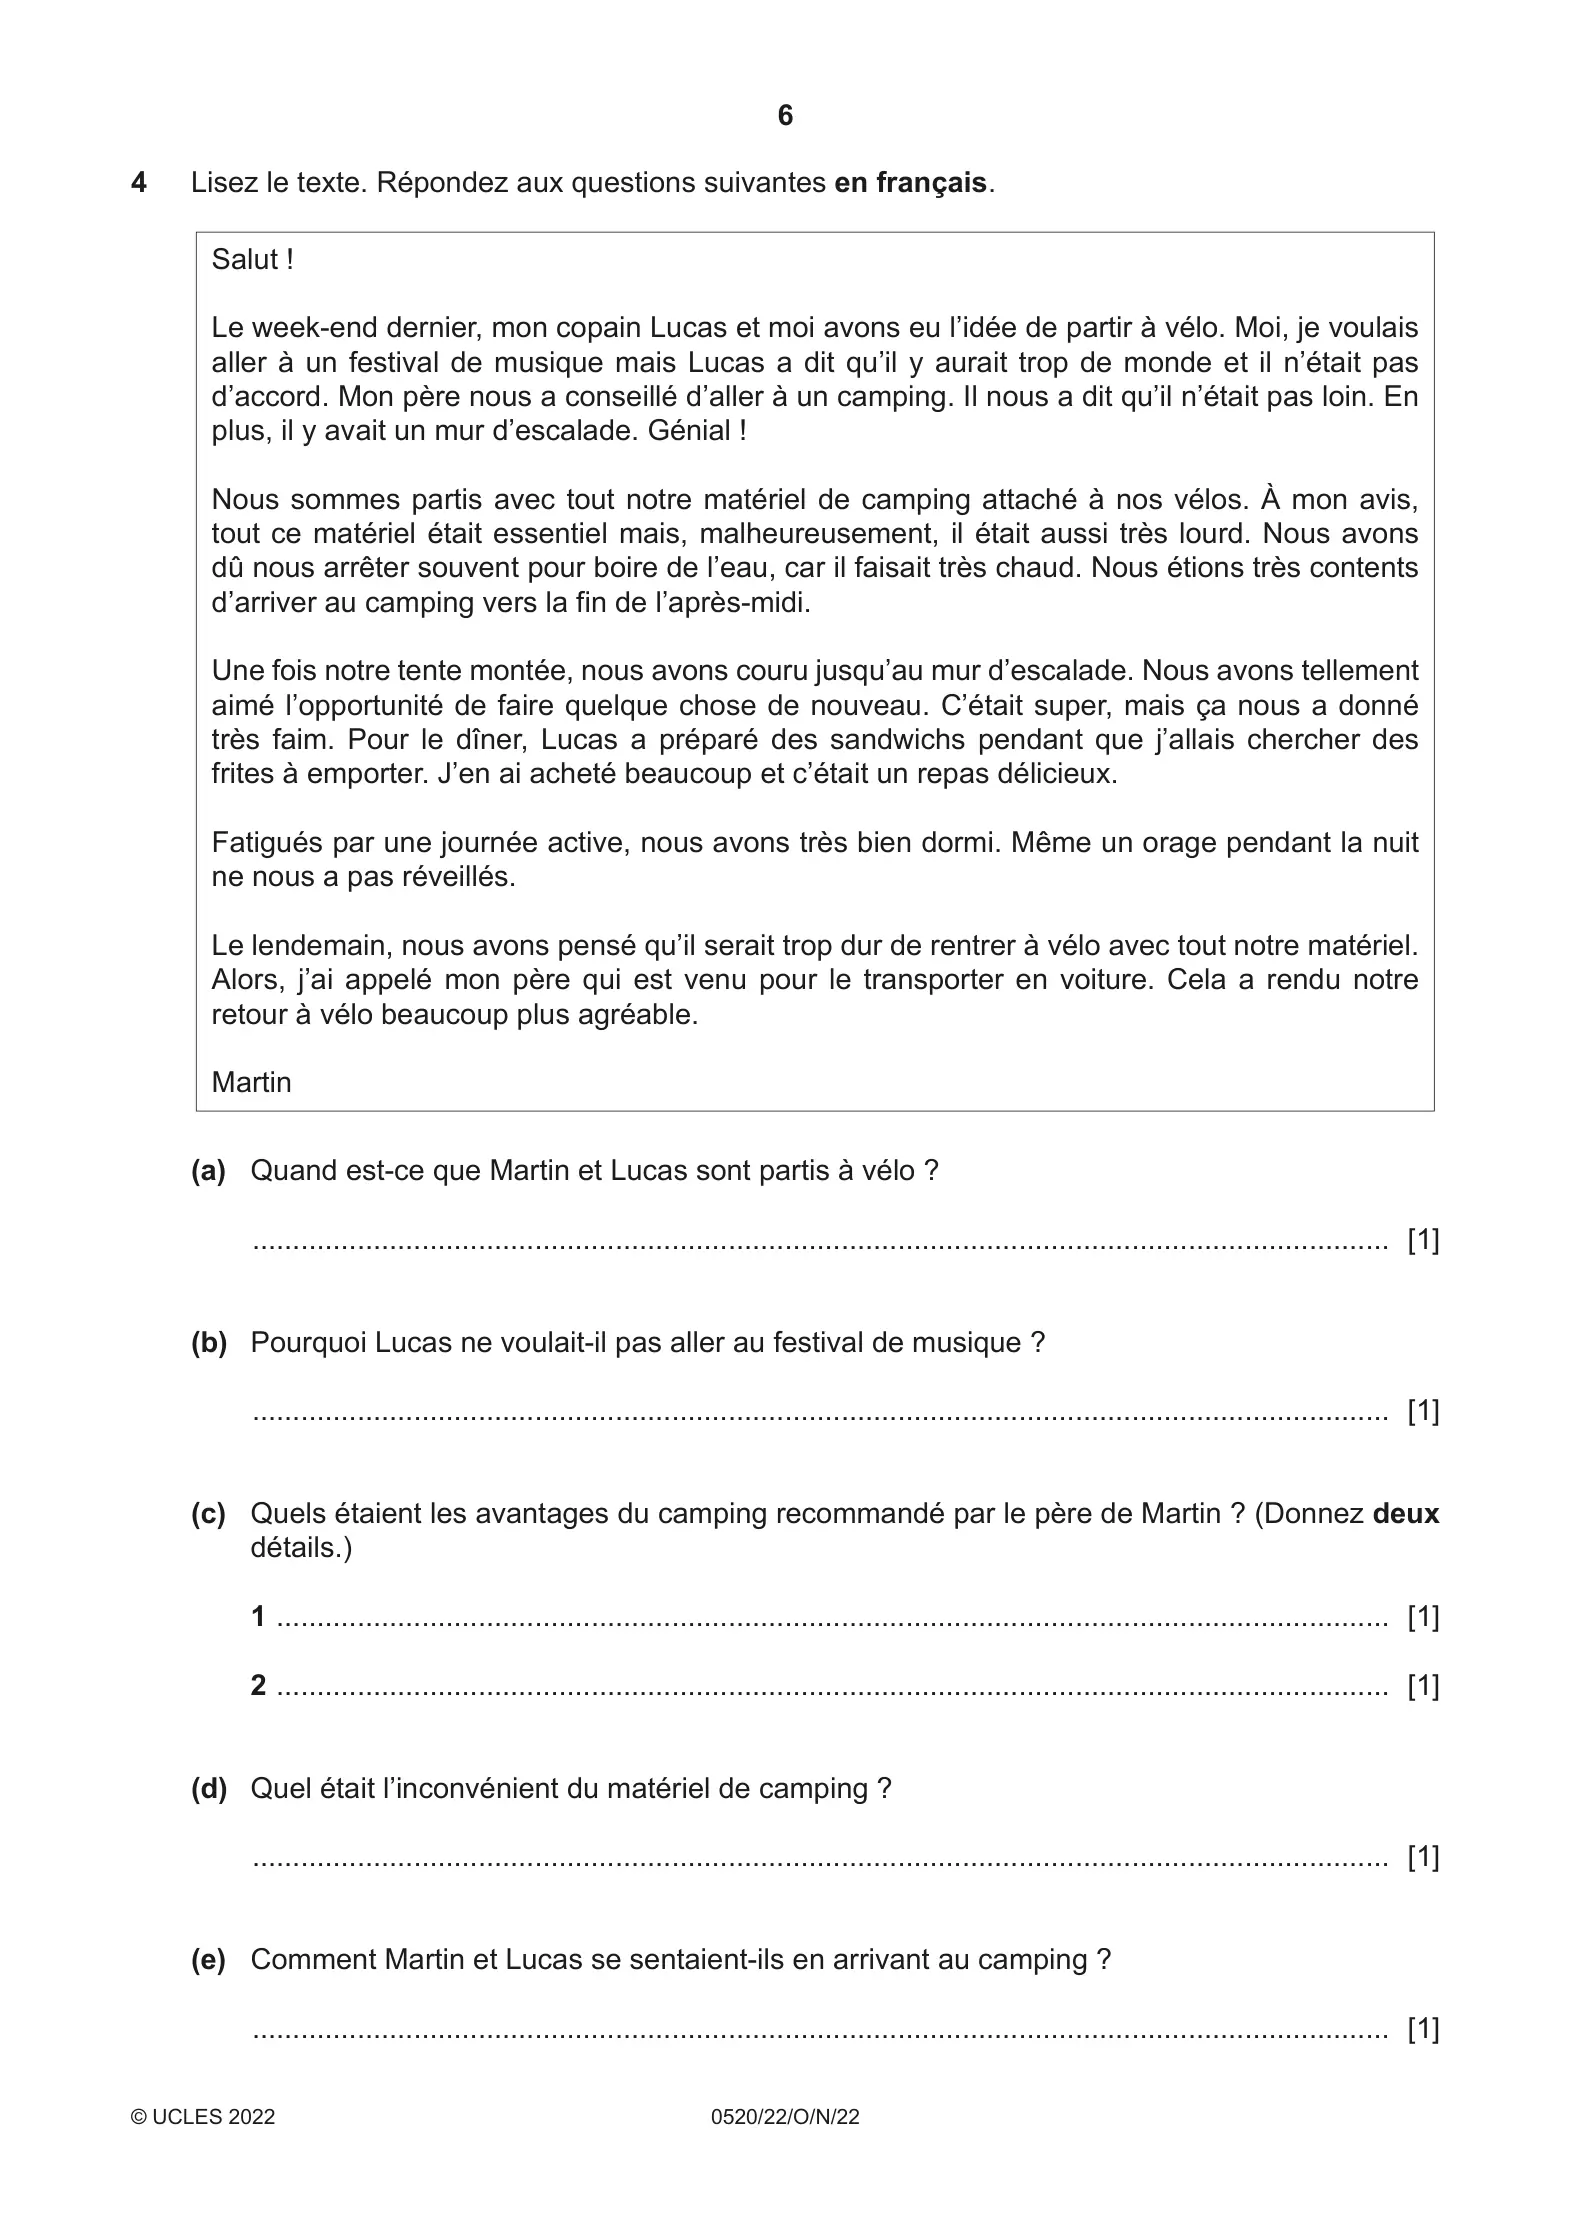 6
4 Lisez le texte. Répondez aux questions suivantes en français.
Salut !
Le week-end dernier, mon copain Lucas et moi avons eu l’idée de partir à vélo. Moi, je voulais
aller à un festival de musique mais Lucas a dit qu’il y aurait trop de monde et il n’était pas
d’accord. Mon père nous a conseillé d’aller à un camping. Il nous a dit qu’il n’était pas loin. En
plus, il y avait un mur d’escalade. Génial !
Nous sommes partis avec tout notre matériel de camping attaché à nos vélos. À mon avis,
tout ce matériel était essentiel mais, malheureusement, il était aussi très lourd. Nous avons
dû nous arrêter souvent pour boire de l’eau, car il faisait très chaud. Nous étions très contents
d’arriver au camping vers la fin de l’après-midi.
Une fois notre tente montée, nous avons couru jusqu’au mur d’escalade. Nous avons tellement
aimé l’opportunité de faire quelque chose de nouveau. C’était super, mais ça nous a donné
très faim. Pour le dîner, Lucas a préparé des sandwichs pendant que j’allais chercher des
frites à emporter. J’en ai acheté beaucoup et c’était un repas délicieux.
Fatigués par une journée active, nous avons très bien dormi. Même un orage pendant la nuit
ne nous a pas réveillés.
Le lendemain, nous avons pensé qu’il serait trop dur de rentrer à vélo avec tout notre matériel.
Alors, j’ai appelé mon père qui est venu pour le transporter en voiture. Cela a rendu notre
retour à vélo beaucoup plus agréable.
Martin
(a) Quand est-ce que Martin et Lucas sont partis à vélo ?
[1]
(b) Pourquoi Lucas ne voulait-il pas aller au festival de musique ?
[1]
(c) Quels étaient les avantages du camping recommandé par le père de Martin ? (Donnez deux
détails.)
1 [1]
2 [1]
(d) Quel était l’inconvénient du matériel de camping ?
[1]
(e) Comment Martin et Lucas se sentaient-ils en arrivant au camping ?
[1]
© UCLES 2022 0520/22/O/N/22